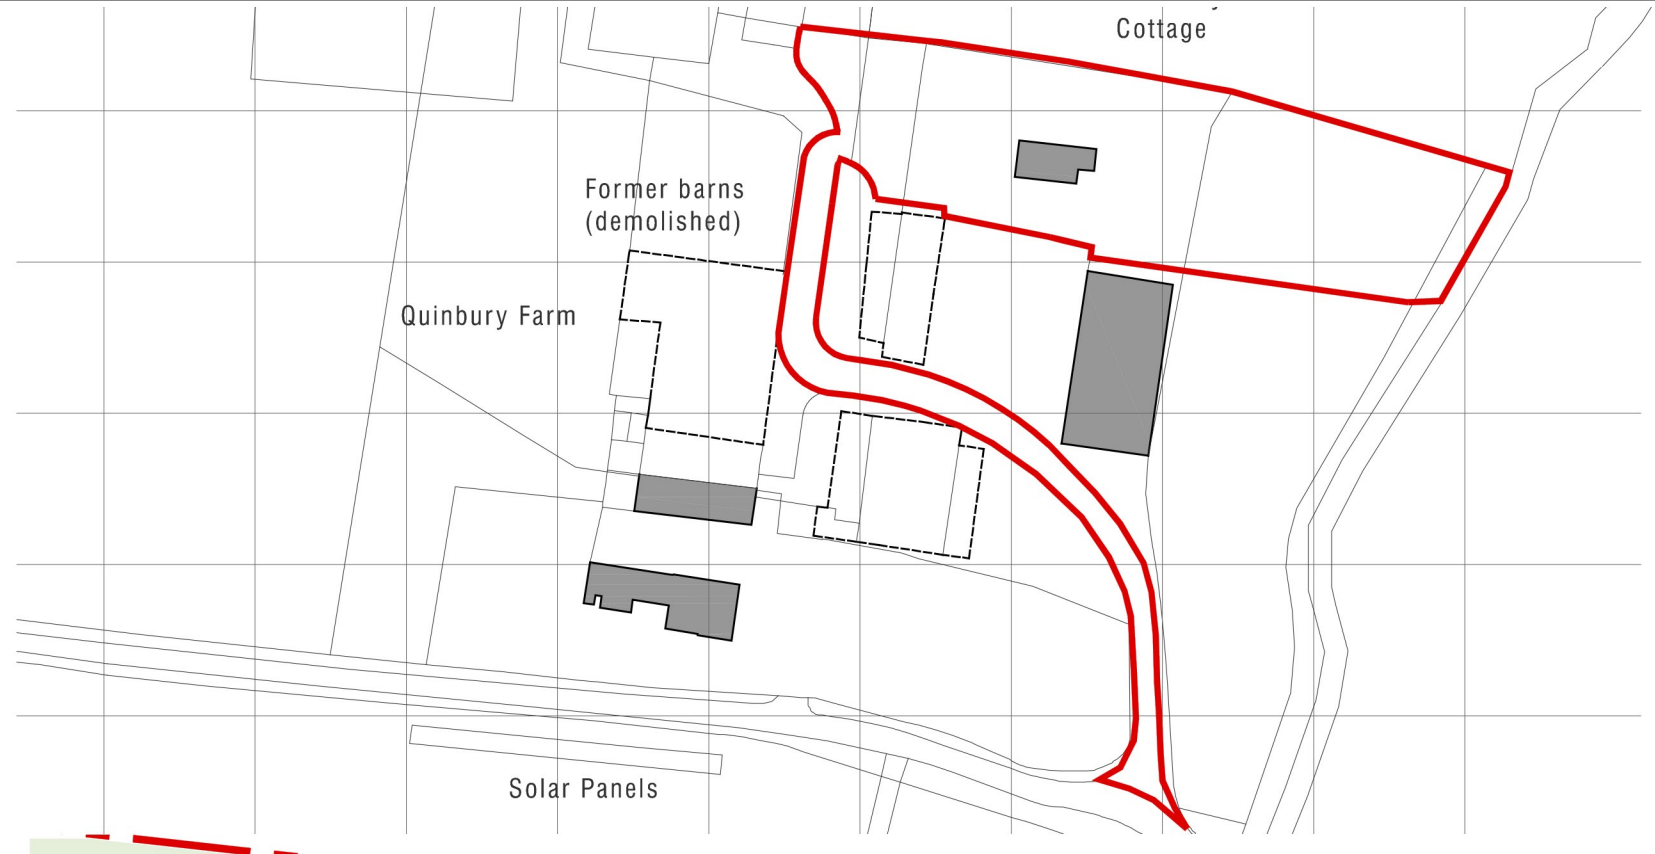 Cottage
Former barns
(demolished)
Quinbury Farm
Solar Panels